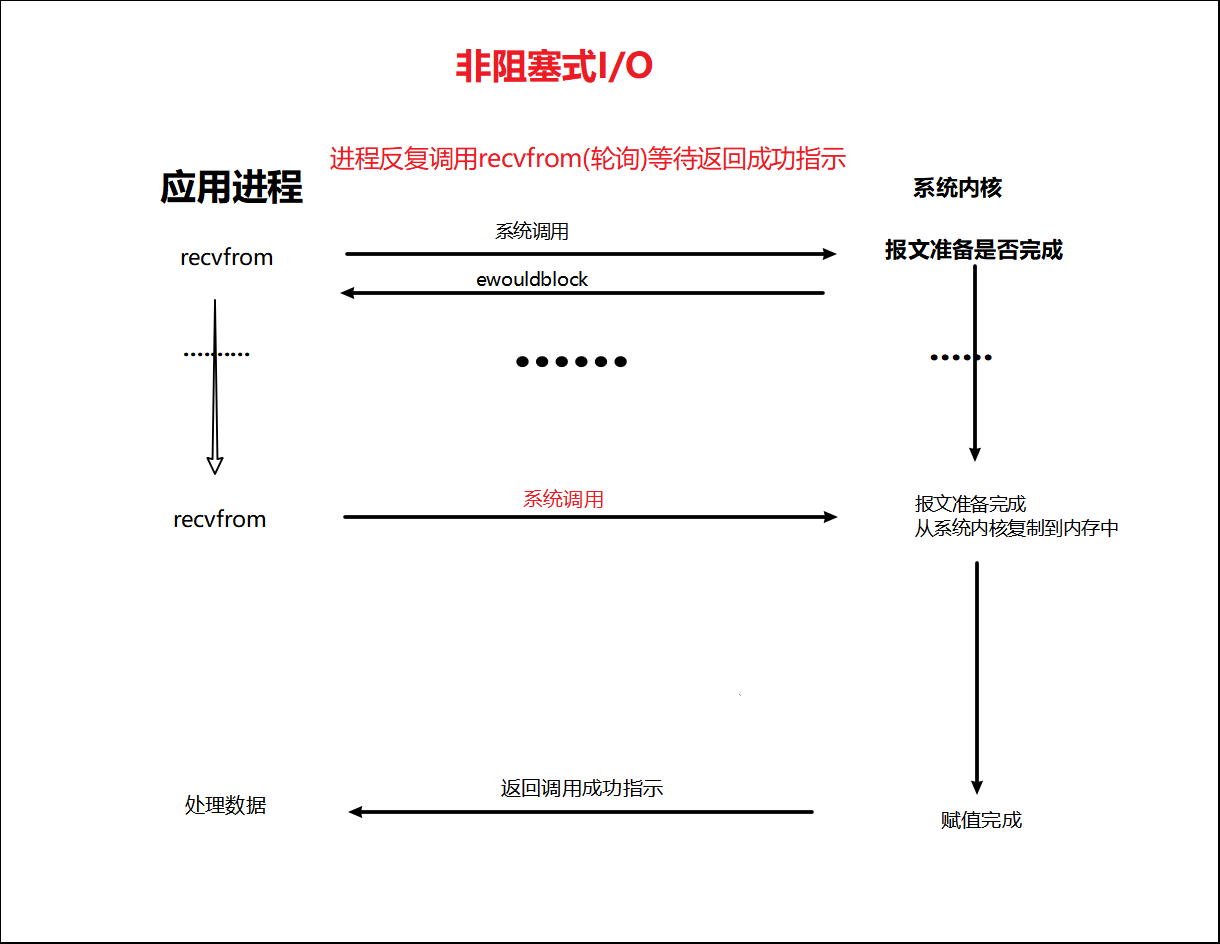 非阻塞式I/O
进程反复调用recvfrom(轮询)等待返回成功指示
应用进程
系统内核
系统调用
recvfrom
报文准备是否完成
ewouldblock
..........
••••••
••••••
系统调用
recvfrom
报文准备完成
从系统内核复制到内存中
返回调用成功指示
处理数据
赋值完成